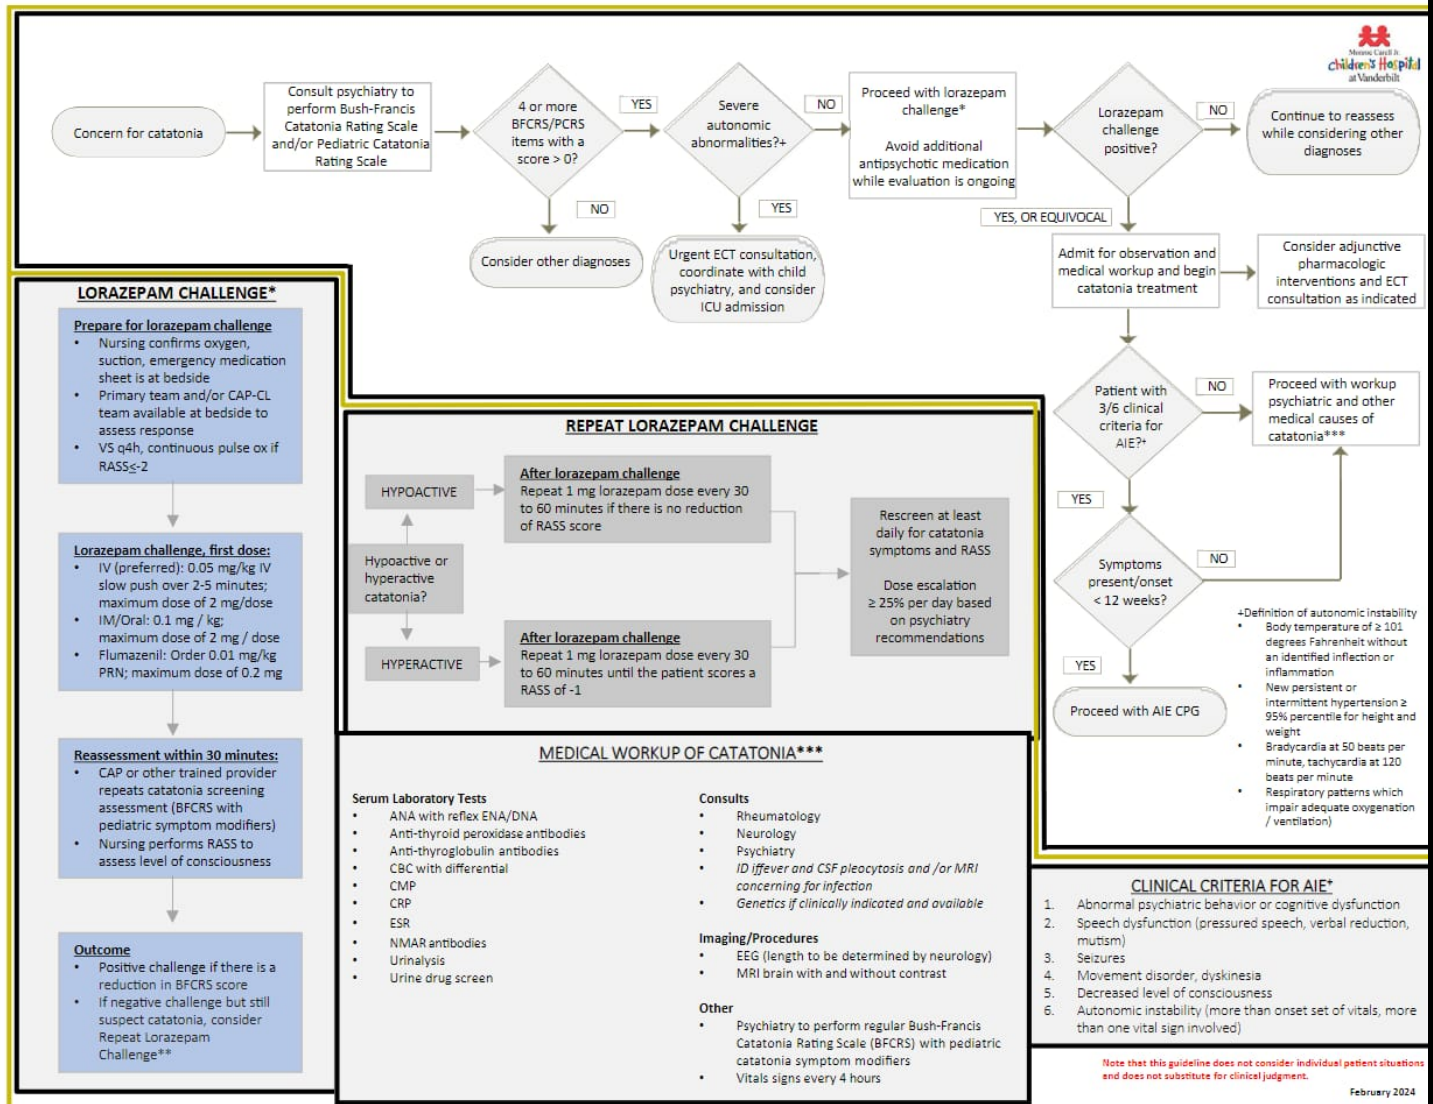 Monroe Carell Jr.
Children's Hospital
at Vanderbilt
Concern for catatonia
Consult psychiatry to
perform Bush-Francis
Catatonia Rating Scale
and/or Pediatric Catatonia
Rating Scale
4 or more
BFCRS/PCRS
items with a
score > 0?
YES
NO
Consider other diagnoses
Severe
autonomic
abnormalities?+
NO
YES
Urgent ECT consultation,
coordinate with child
psychiatry, and consider
ICU admission
Proceed with lorazepam
challenge*
Avoid additional
antipsychotic medication
while evaluation is ongoing
Lorazepam
challenge
positive?
NO
Continue to reassess
while considering other
diagnoses
YES, OR EQUIVOCAL
Admit for observation and
medical workup and begin
catatonia treatment
Consider adjunctive
pharmacologic
interventions and ECT
consultation as indicated
Patient with
3/6 clinical
criteria for
AIE?+
NO
Proceed with workup
psychiatric and other
medical causes of
catatonia***
YES
Symptoms
present/onset
< 12 weeks?
NO
YES
Proceed with AIE CPG
+Definition of autonomic instability
• Body temperature of ≥ 101
degrees Fahrenheit without
an identified inflection or
inflammation
• New persistent or
intermittent hypertension ≥
95% percentile for height and
weight
• Bradycardia at 50 beats per
minute, tachycardia at 120
beats per minute
• Respiratory patterns which
impair adequate oxygenation
/ ventilation)
LORAZEPAM CHALLENGE*
Prepare for lorazepam challenge
• Nursing confirms oxygen,
suction, emergency medication
sheet is at bedside
• Primary team and/or CAP-CL
team available at bedside to
assess response
• VS q4h, continuous pulse ox if
RASS≤-2
Lorazepam challenge, first dose:
• IV (preferred): 0.05 mg/kg IV
slow push over 2-5 minutes;
maximum dose of 2 mg/dose
• IM/Oral: 0.1 mg / kg;
maximum dose of 2 mg / dose
• Flumazenil: Order 0.01 mg/kg
PRN; maximum dose of 0.2 mg
Reassessment within 30 minutes:
• CAP or other trained provider
repeats catatonia screening
assessment (BFCRS with
pediatric symptom modifiers)
• Nursing performs RASS to
assess level of consciousness
Outcome
• Positive challenge if there is a
reduction in BFCRS score
• If negative challenge but still
suspect catatonia, consider
Repeat Lorazepam
Challenge**
REPEAT LORAZEPAM CHALLENGE
HYPOACTIVE
Hypoactive or
hyperactive
catatonia?
HYPERACTIVE
After lorazepam challenge
Repeat 1 mg lorazepam dose every 30
to 60 minutes if there is no reduction
of RASS score
After lorazepam challenge
Repeat 1 mg lorazepam dose every 30
to 60 minutes until the patient scores a
RASS of -1
Rescreen at least
daily for catatonia
symptoms and RASS
Dose escalation
≥ 25% per day based
on psychiatry
recommendations
MEDICAL WORKUP OF CATATONIA***
Serum Laboratory Tests
• ANA with reflex ENA/DNA
• Anti-thyroid peroxidase antibodies
• Anti-thyroglobulin antibodies
• CBC with differential
• CMP
• CRP
• ESR
• NMAR antibodies
• Urinalysis
• Urine drug screen
Consults
• Rheumatology
• Neurology
• Psychiatry
• ID iffever and CSF pleocytosis and /or MRI
concerning for infection
• Genetics if clinically indicated and available
Imaging/Procedures
• EEG (length to be determined by neurology)
• MRI brain with and without contrast
Other
• Psychiatry to perform regular Bush-Francis
Catatonia Rating Scale (BFCRS) with pediatric
catatonia symptom modifiers
• Vitals signs every 4 hours
CLINICAL CRITERIA FOR AIE+
1. Abnormal psychiatric behavior or cognitive dysfunction
2. Speech dysfunction (pressured speech, verbal reduction,
mutism)
3. Seizures
4. Movement disorder, dyskinesia
5. Decreased level of consciousness
6. Autonomic instability (more than onset set of vitals, more
than one vital sign involved)
Note that this guideline does not consider individual patient situations
and does not substitute for clinical judgment.
February 2024